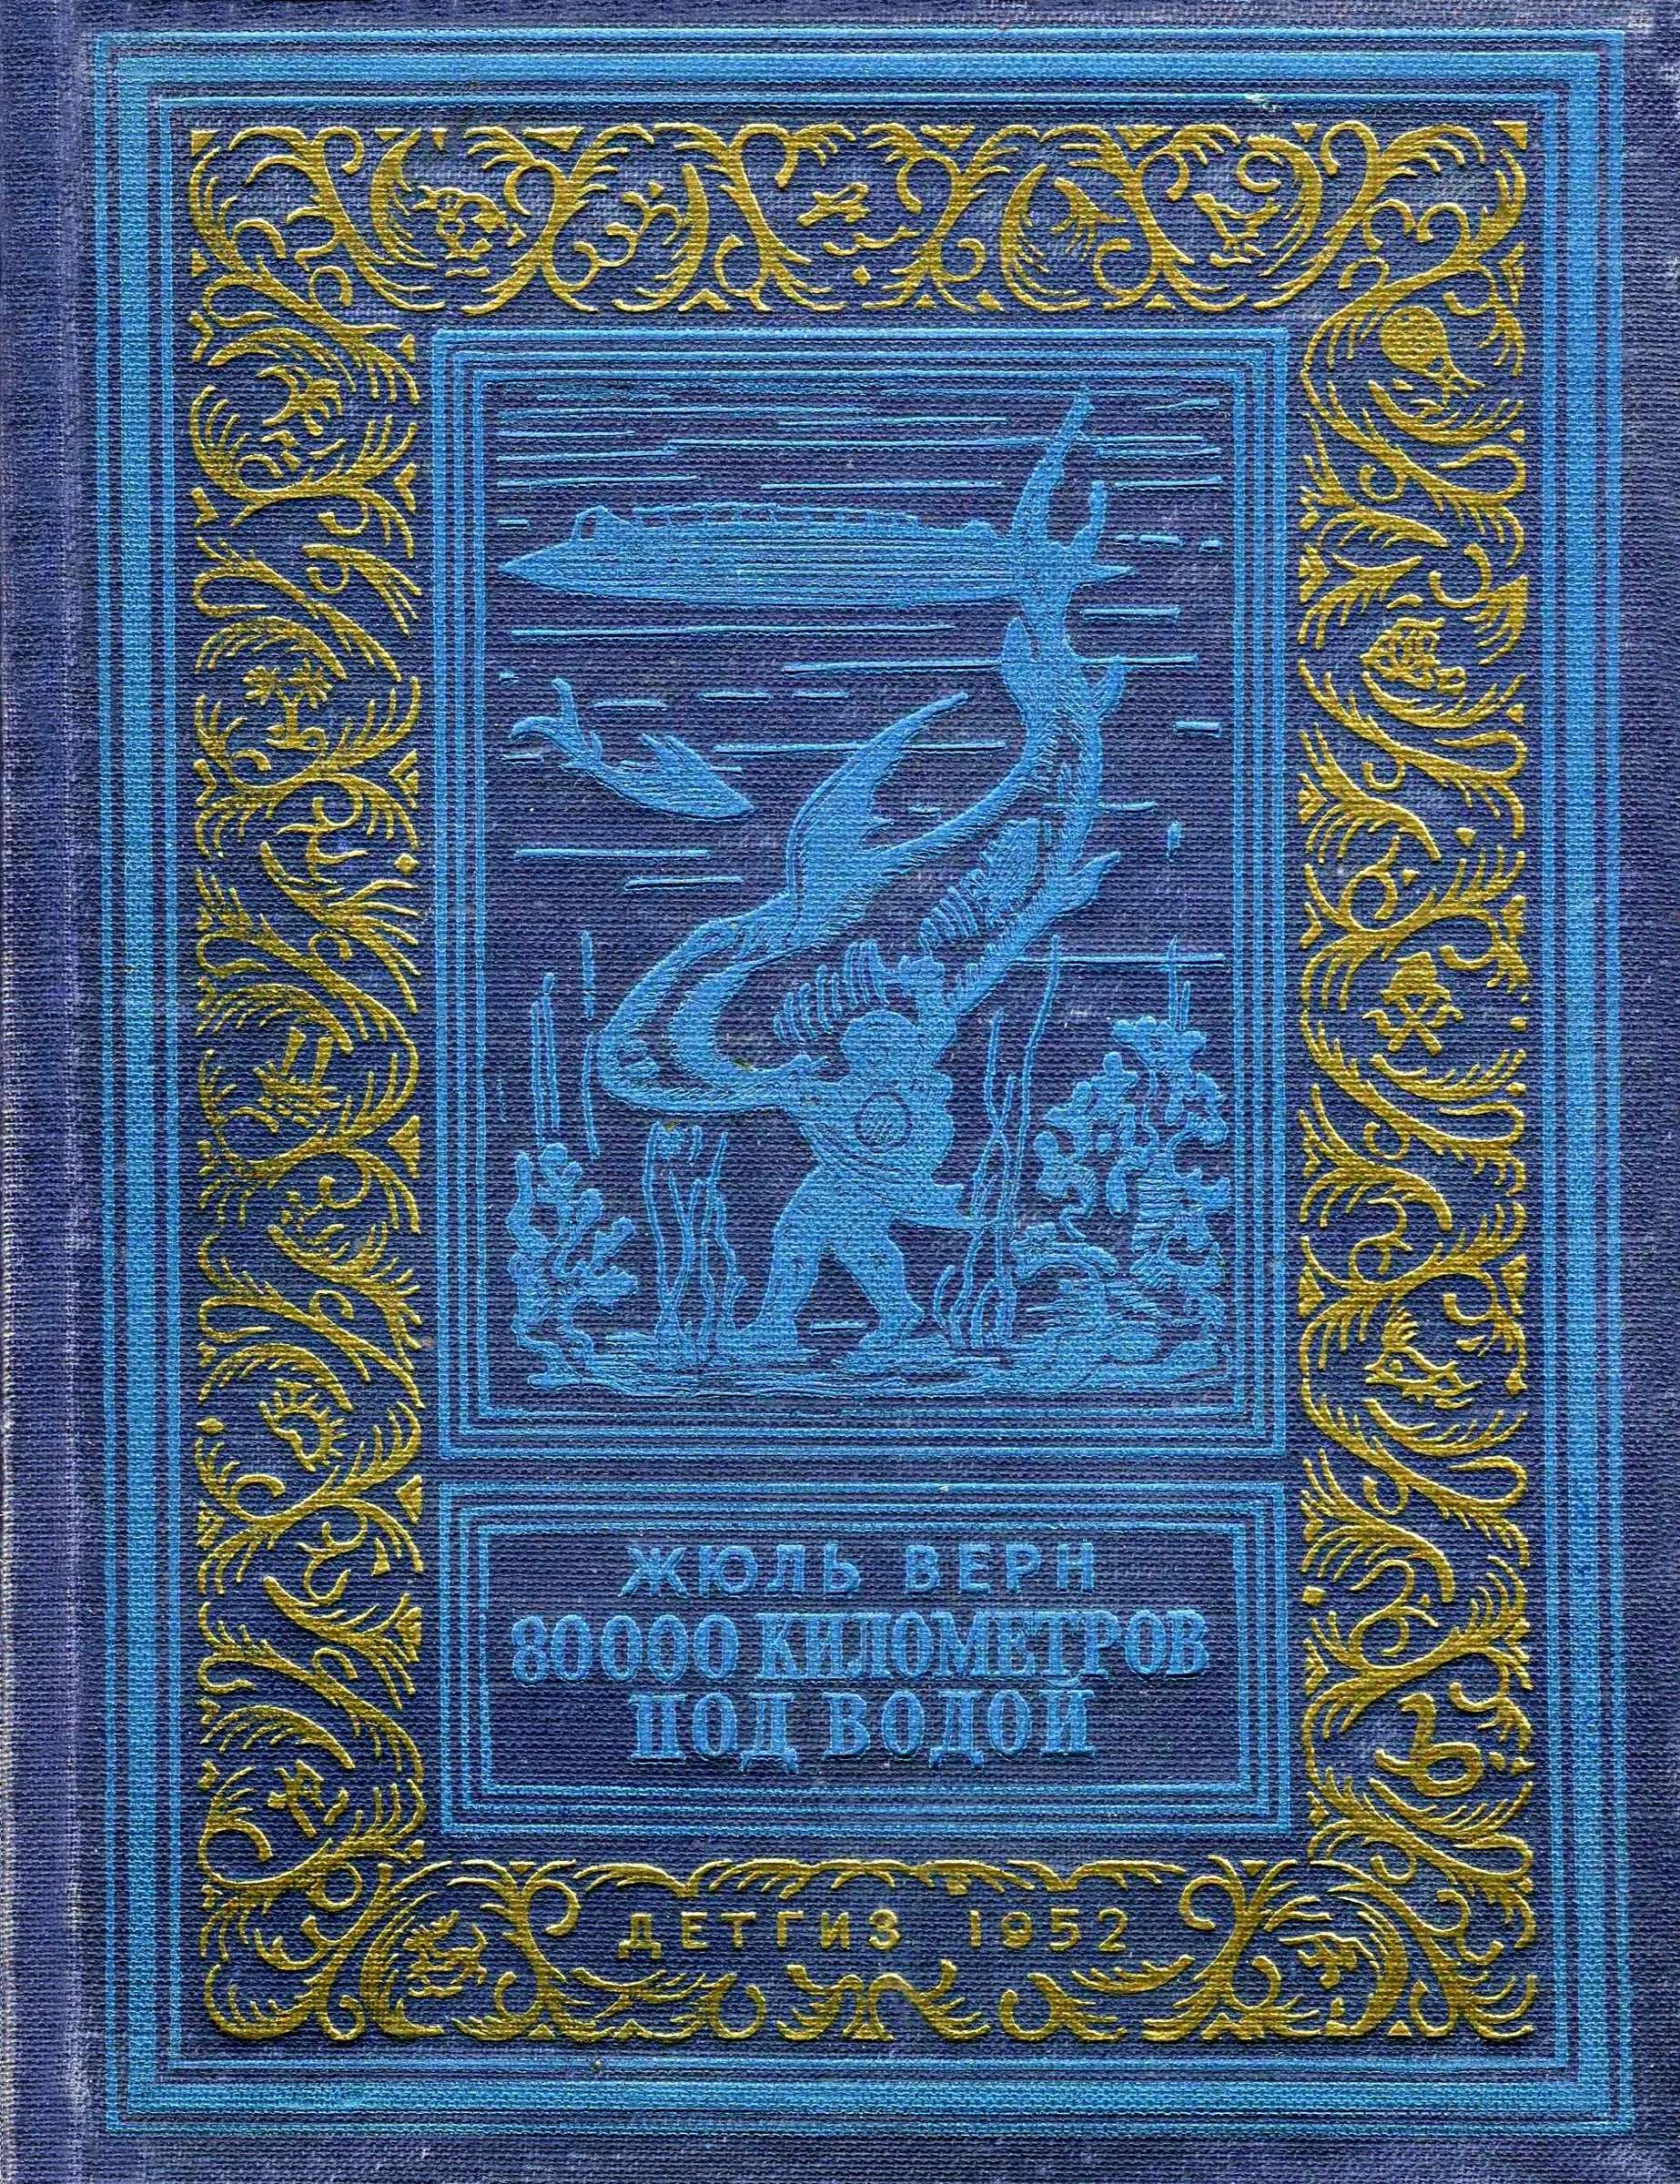 ЖЮЛЬ ВЕРН
80000 КИЛОМЕТРОВ
ПОД ВОДОЙ
ДЕТГИЗ 1952